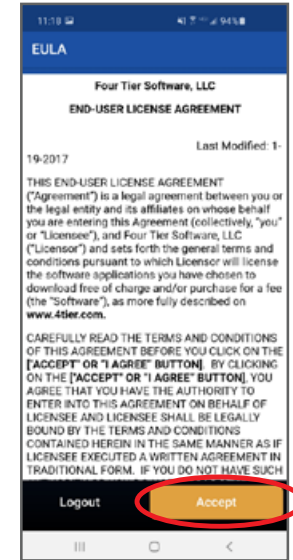 11:18
94%
EULA
Four Tier Software, LLC
END-USER LICENSE AGREEMENT
Last Modified: 1-
19-2017
THIS END-USER LICENSE AGREEMENT
("Agreement") is a legal agreement between you or
the legal entity and its affiliates on whose behalf
you are entering this Agreement (collectively, "you"
or "Licensee"), and Four Tier Software, LLC
("Licensor") and sets forth the general terms and
conditions pursuant to which Licensor will license
the software applications you have chosen to
download free of charge and/or purchase for a fee
(the "Software"), as more fully described on
www.4tier.com.
CAREFULLY READ THE TERMS AND CONDITIONS
OF THIS AGREEMENT BEFORE YOU CLICK ON THE
["ACCEPT" OR "I AGREE" BUTTON]. BY CLICKING
ON THE ["ACCEPT" OR "I AGREE" BUTTON], YOU
AGREE THAT YOU HAVE THE AUTHORITY TO
ENTER INTO THIS AGREEMENT ON BEHALF OF
LICENSEE AND LICENSEE SHALL BE LEGALLY
BOUND BY THE TERMS AND CONDITIONS
CONTAINED HEREIN IN THE SAME MANNER AS IF
LICENSEE EXECUTED A WRITTEN AGREEMENT IN
TRADITIONAL FORM. IF YOU DO NOT HAVE SUCH
Logout
Accept